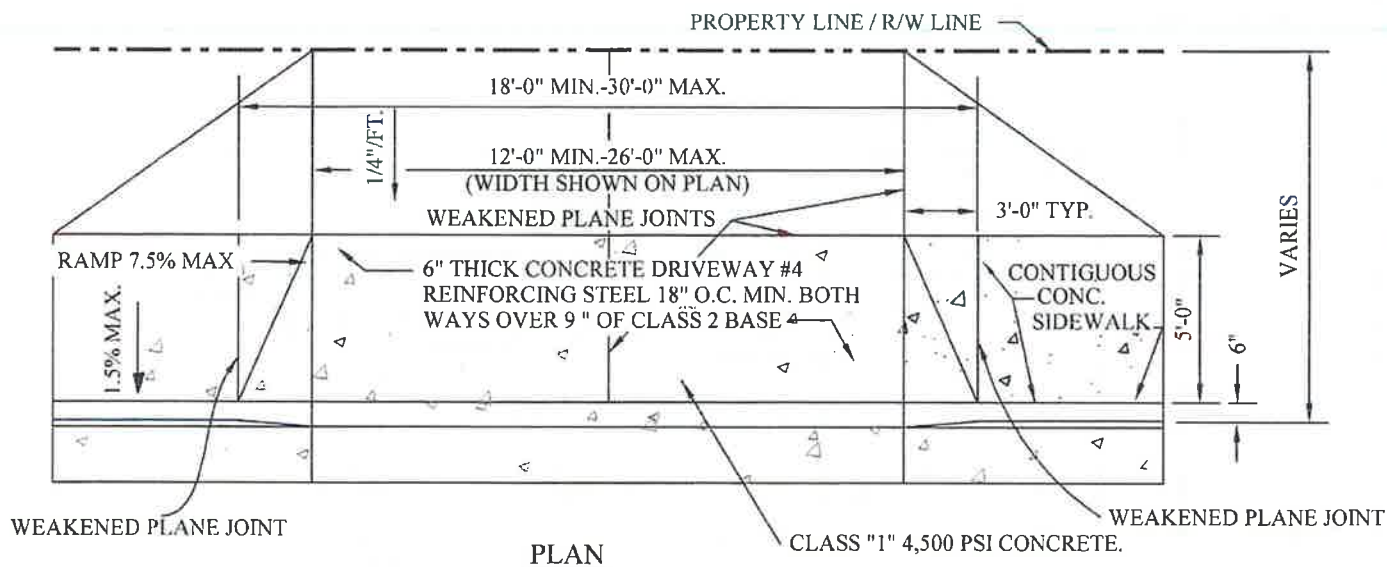 PROPERTY LINE / R/W LINE
18'-0" MIN.-30'-0" MAX.
1/4"/FT.
12'-0" MIN.-26'-0" MAX.
(WIDTH SHOWN ON PLAN)
WEAKENED PLANE JOINTS
3'-0" TYP.
VARIES
RAMP 7.5% MAX
1.5% MAX.
6" THICK CONCRETE DRIVEWAY #4
REINFORCING STEEL 18" O.C. MIN. BOTH
WAYS OVER 9 " OF CLASS 2 BASE
CONTIGUOUS
CONC.
SIDEWALK
5'-0"
6"
WEAKENED PLANE JOINT
WEAKENED PLANE JOINT
CLASS "1" 4,500 PSI CONCRETE.
PLAN